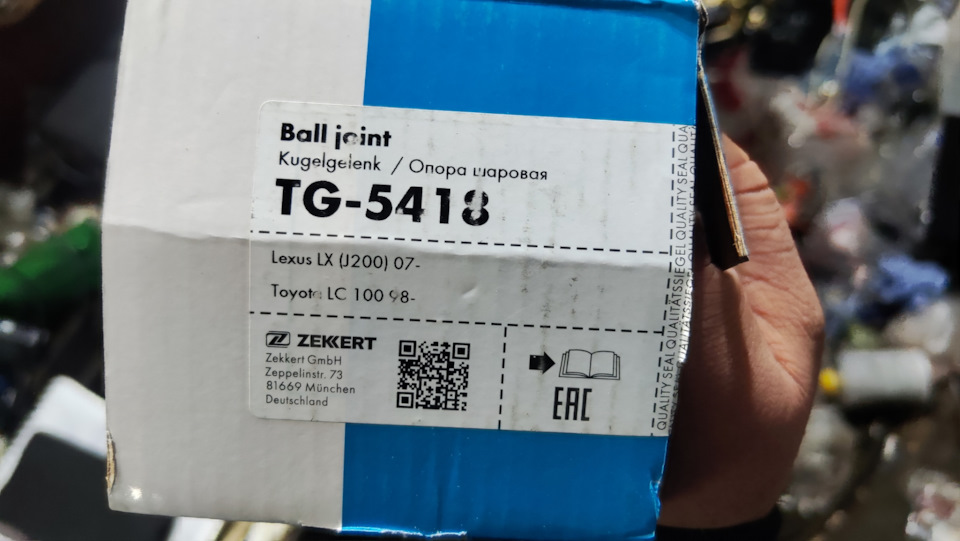 Ball joint
Kugelgelenk / Опора шаровая
TG-5418
Lexus LX (J200) 07-
Toyota LC 100 98-
ZEKKERT
Zekkert GmbH
Zeppelinstr. 73
81669 München
Deutschland
EAC
QUALITY SEAL QUALITÄTSSIEGEL QUALITY SEAL QUA